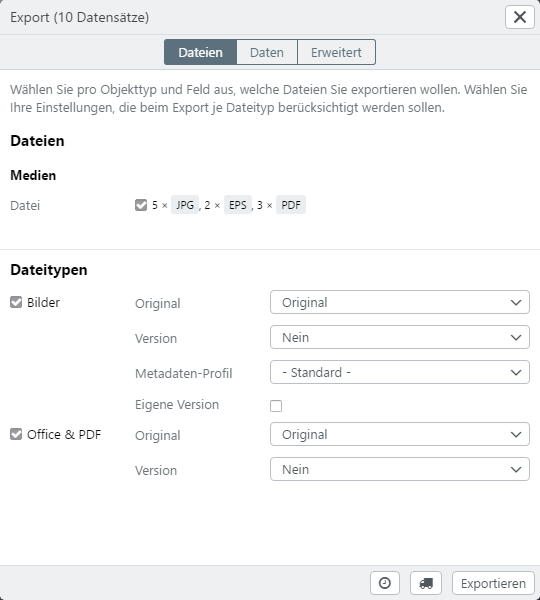 Export (10 Datensätze)
Dateien Daten Erweitert
Wählen Sie pro Objekttyp und Feld aus, welche Dateien Sie exportieren wollen. Wählen Sie
Ihre Einstellungen, die beim Export je Dateityp berücksichtigt werden sollen.
Dateien
Medien
Datei 5 × JPG , 2 × EPS , 3 × PDF
Dateitypen
Bilder Original Original
Version Nein
Metadaten-Profil - Standard -
Eigene Version
Office & PDF Original Original
Version Nein
Exportieren